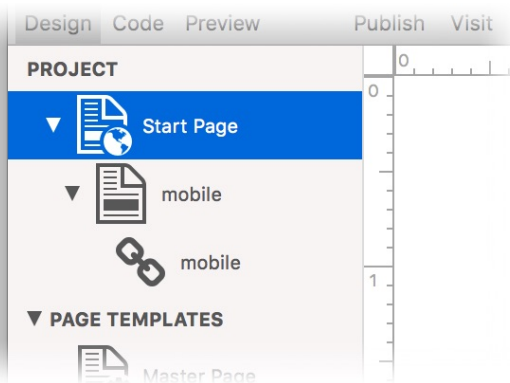 Design Code Preview Publish Visit
PROJECT
0
0
Start Page
mobile
mobile
1
PAGE TEMPLATES
Master Page